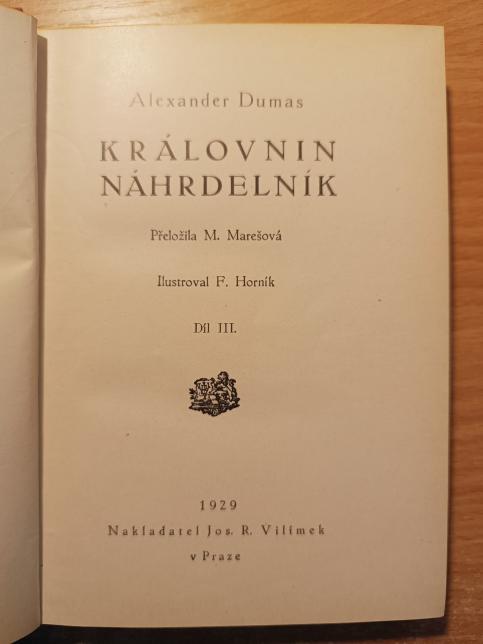 Alexander Dumas
KRÁLOVNIN
NÁHRDELNÍK
Přeložila M. Marešová
Ilustroval F. Horník
Díl III.
1929
Nakladatel Jos. R. Vilímek
v Praze